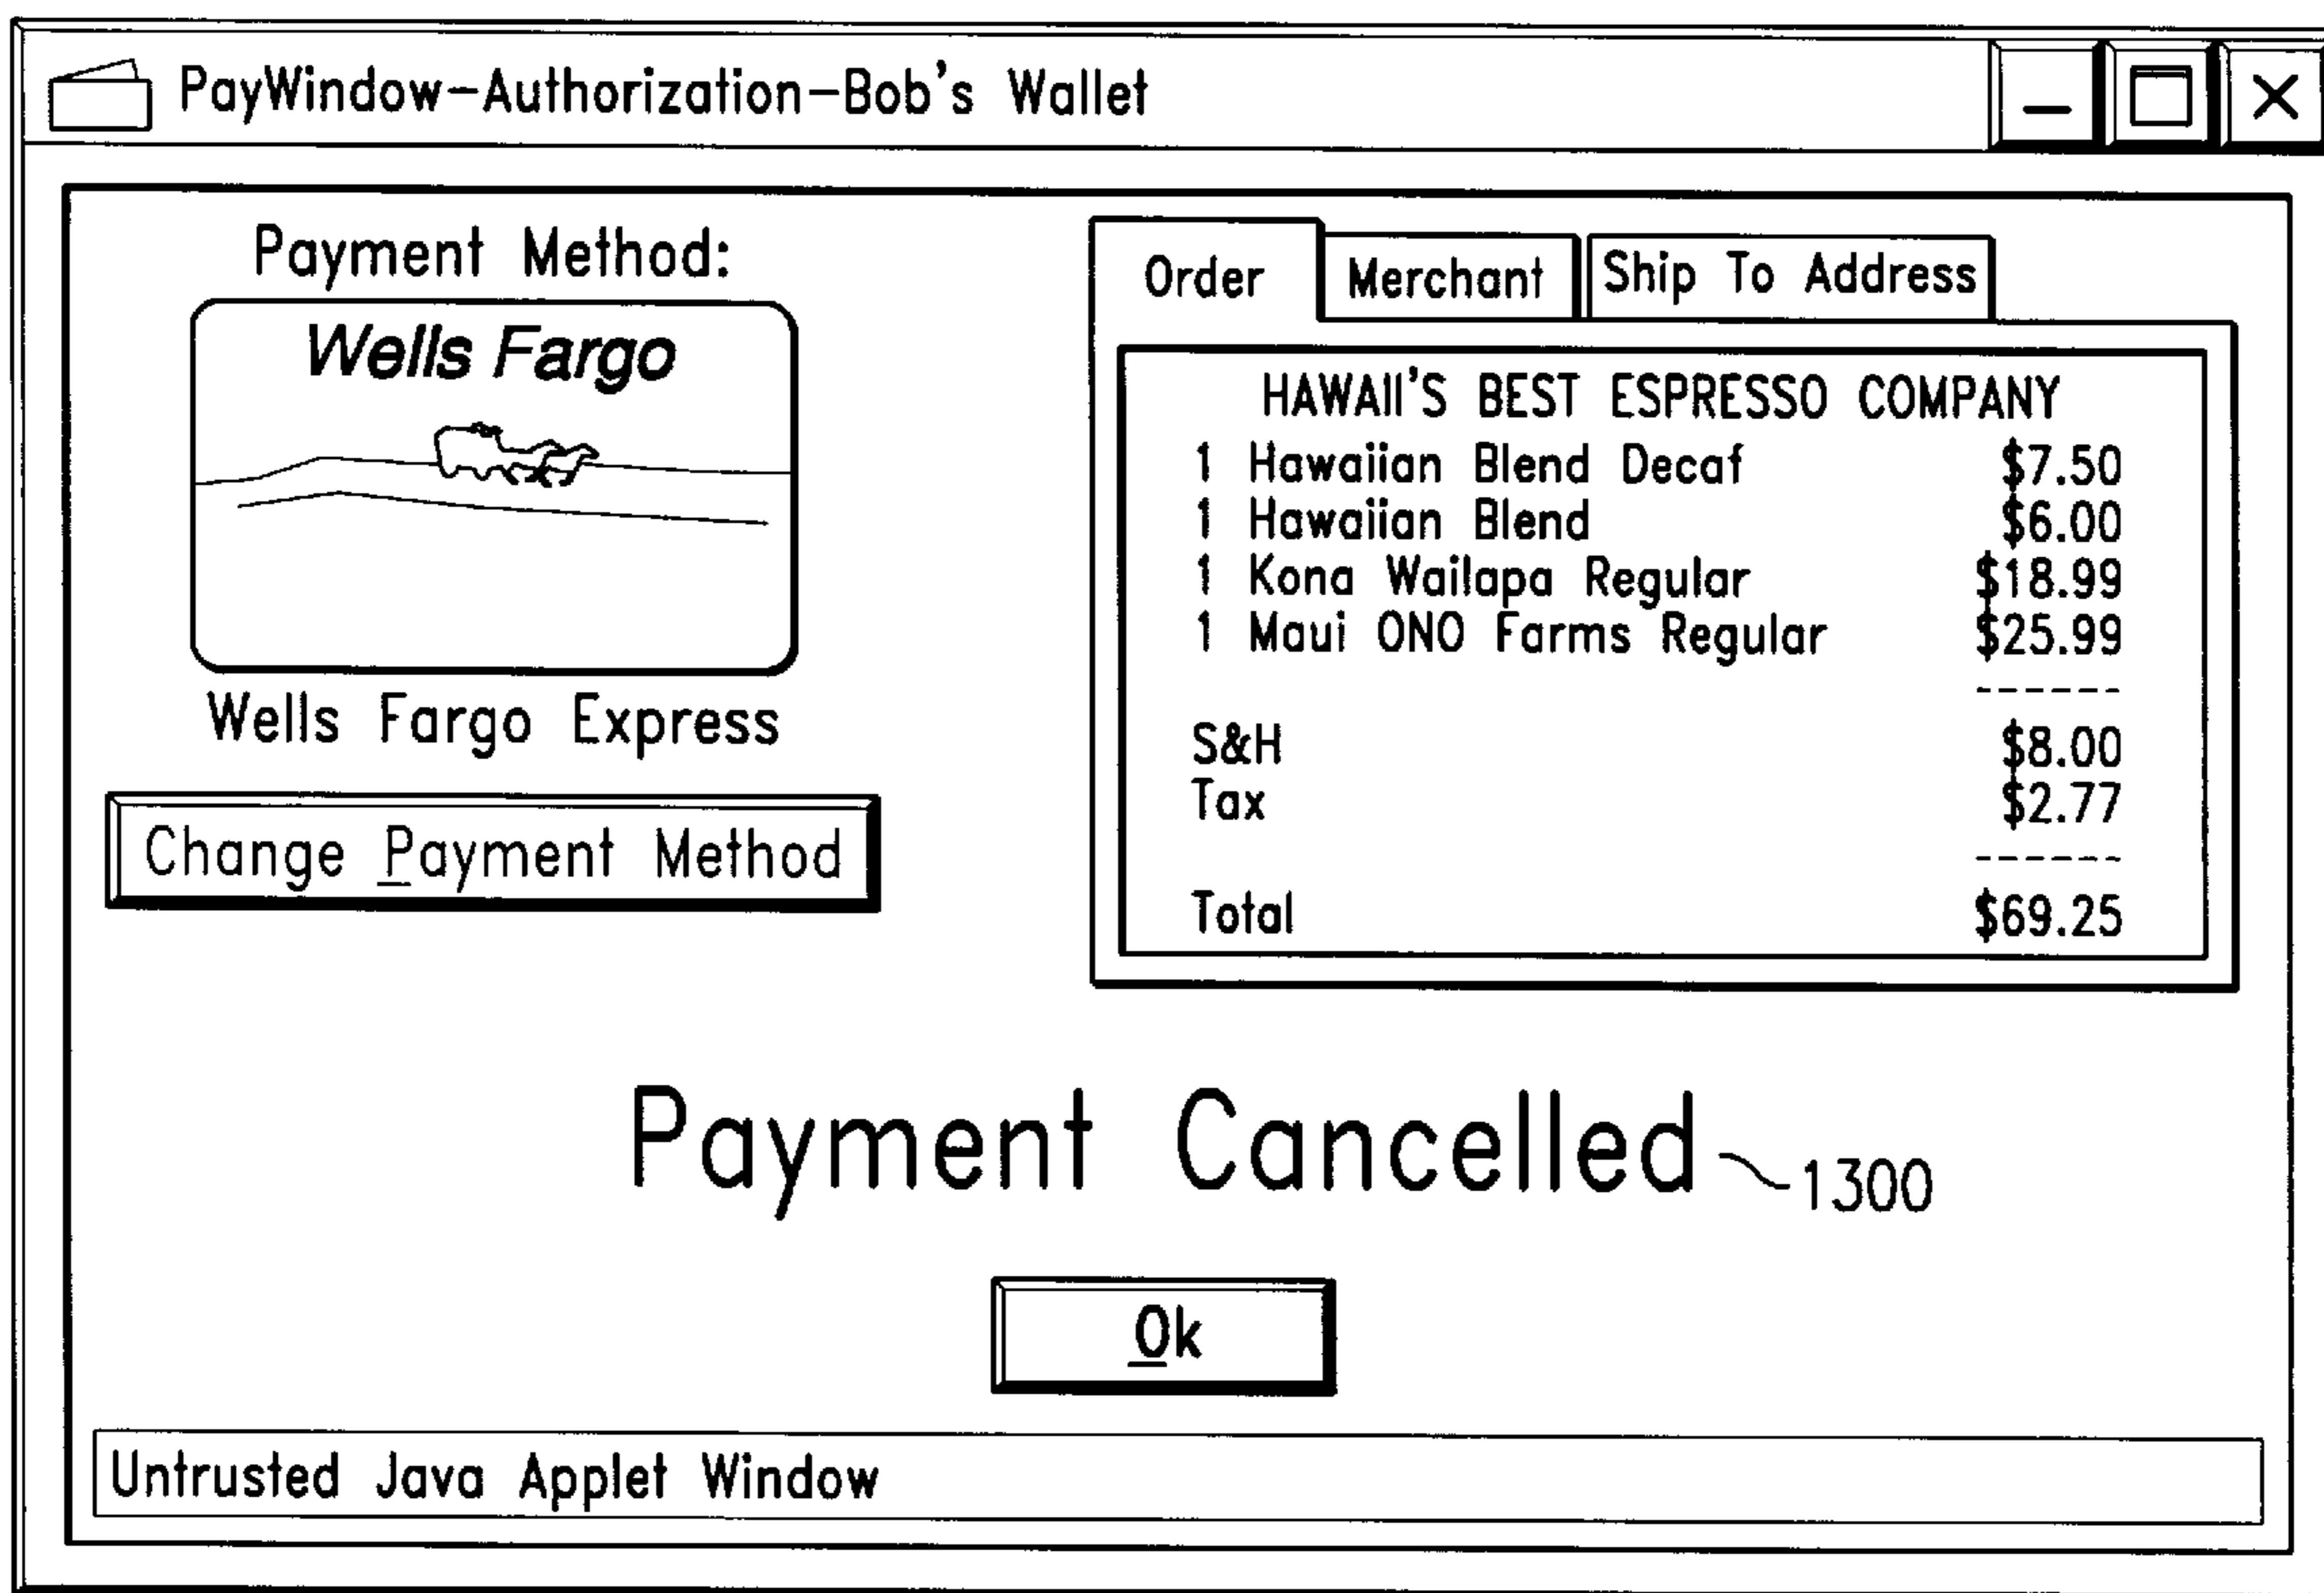 PayWindow-Authorization-Bob's Wallet
Payment Method:
Wells Fargo
Wells Fargo Express
Change Payment Method
Order Merchant Ship To Address
HAWAII'S BEST ESPRESSO COMPANY
1 Hawaiian Blend Decaf $7.50
1 Hawaiian Blend $6.00
1 Kona Wailapa Regular $18.99
1 Maui ONO Farms Regular $25.99
-------
S&H $8.00
Tax $2.77
-------
Total $69.25
Payment Cancelled 1300
Ok
Untrusted Java Applet Window